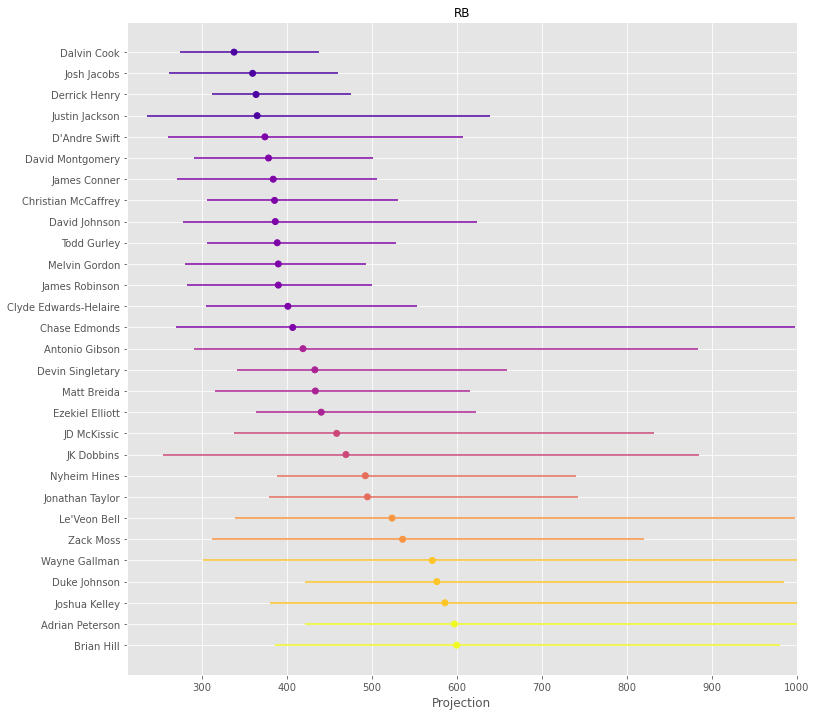 RB
Dalvin Cook
Josh Jacobs
Derrick Henry
Justin Jackson
D'Andre Swift
David Montgomery
James Conner
Christian McCaffrey
David Johnson
Todd Gurley
Melvin Gordon
James Robinson
Clyde Edwards-Helaire
Chase Edmonds
Antonio Gibson
Devin Singletary
Matt Breida
Ezekiel Elliott
JD McKissic
JK Dobbins
Nyheim Hines
Jonathan Taylor
Le'Veon Bell
Zack Moss
Wayne Gallman
Duke Johnson
Joshua Kelley
Adrian Peterson
Brian Hill
300 400 500 600 700 800 900 1000
Projection